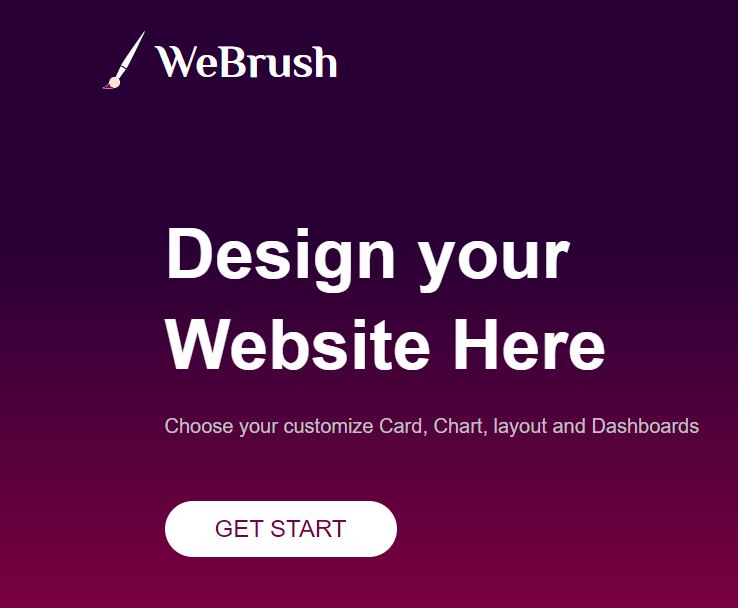 WeBrush
Design your
Website Here
Choose your customize Card, Chart, layout and Dashboards
GET START